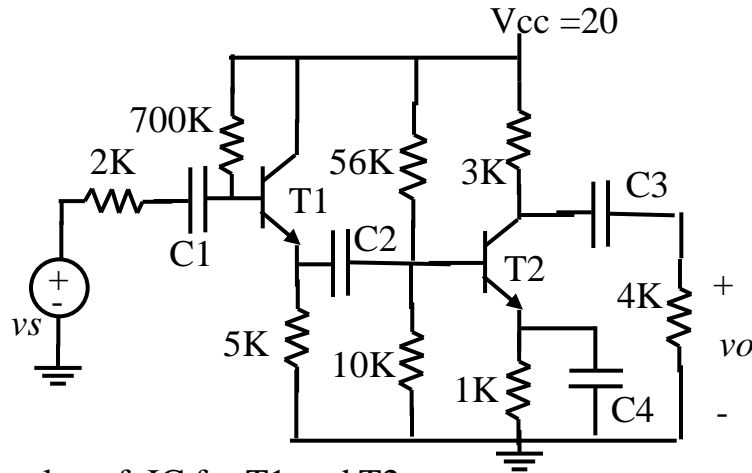 Vcc =20
700K
2K
56K
3K
C3
T1
C1
C2
T2
+
-
vs
4K
+
vo
-
5K
10K
1K
C4